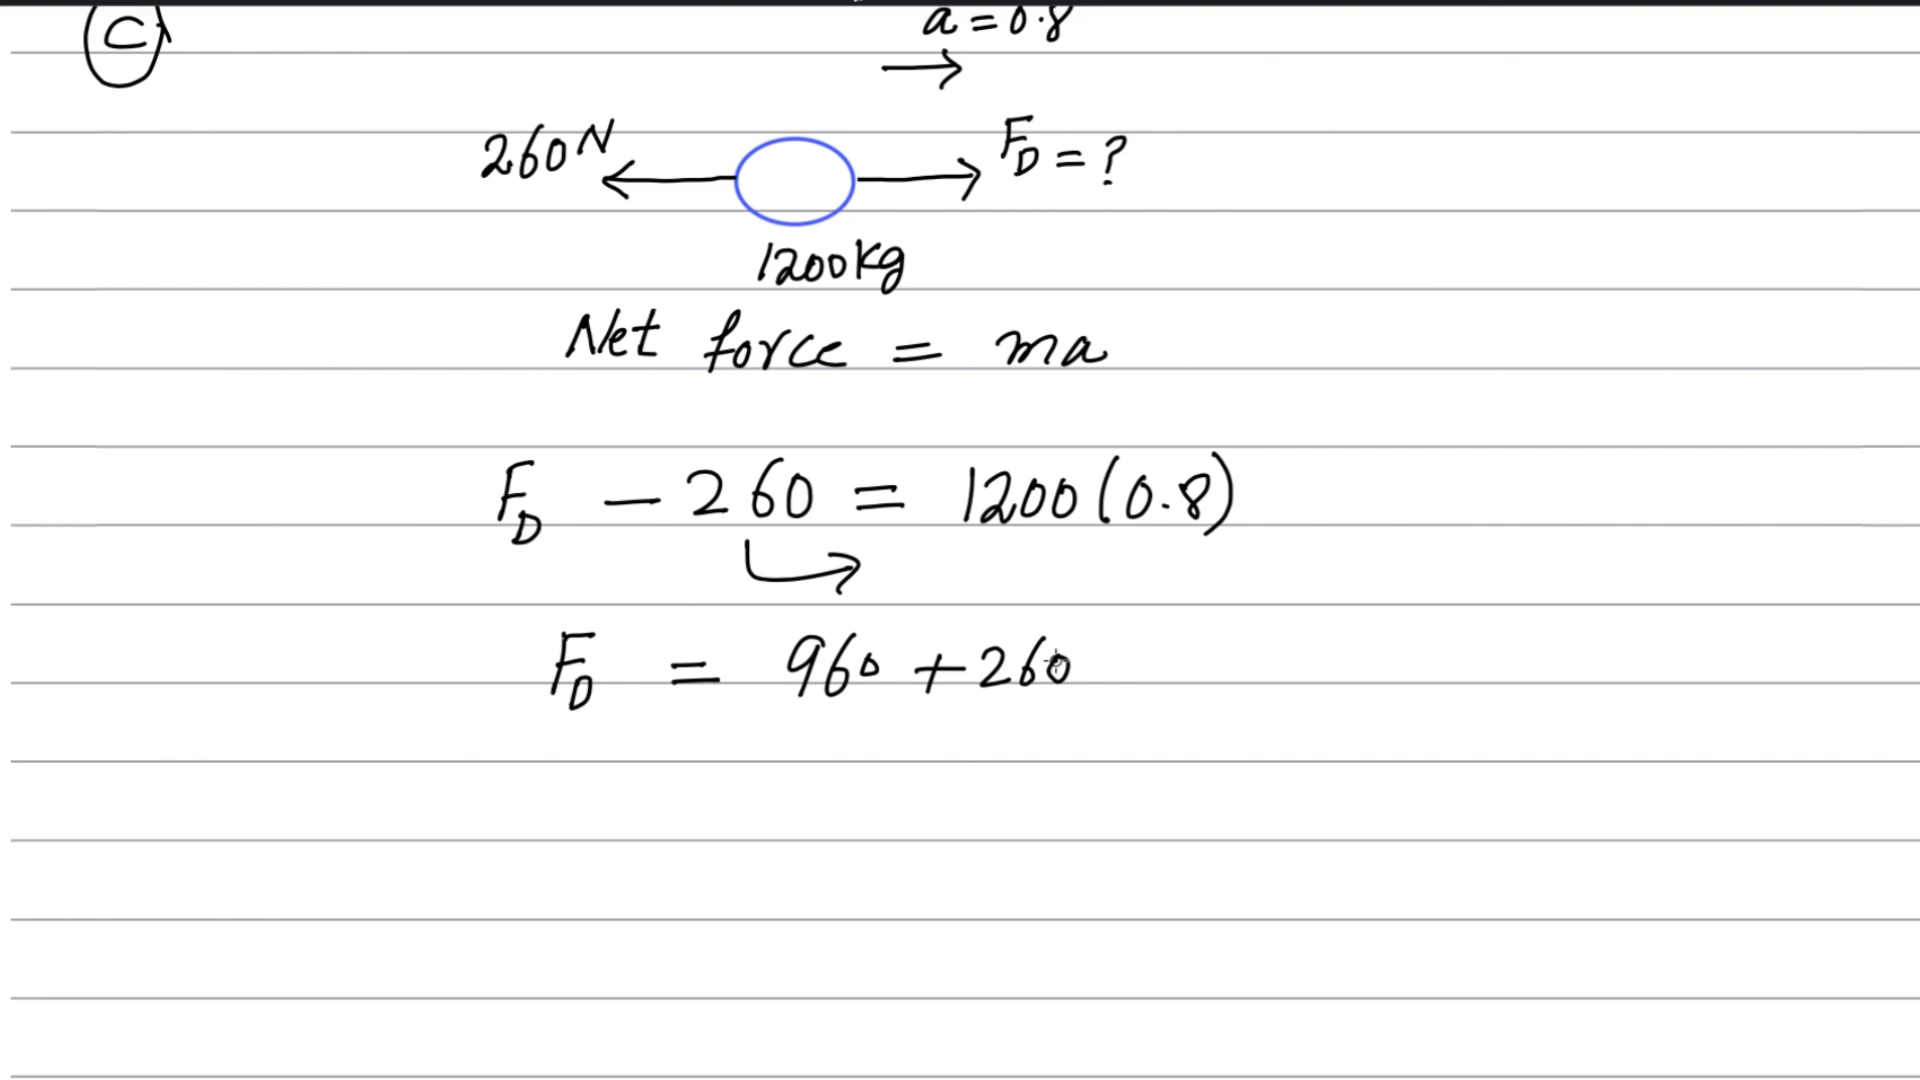 (C)
a = 0.8
260N
F_D = ?
1200kg
Net force = ma
F_D - 260 = 1200(0.8)
F_D = 960 + 260